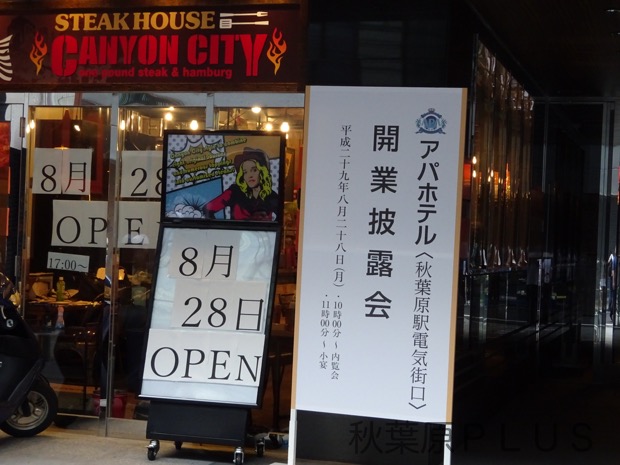 STEAK HOUSE
CANYON CITY
one pound steak & hamburg
8月
28
OPE
17:00～
8月
28日
OPEN
アパホテル〈秋葉原駅電気街口〉
開業披露会
平成二十九年八月二十八日(月)
・10時00分 ～ 内覧会
・11時00分 ～ 小宴
秋葉原PLUS